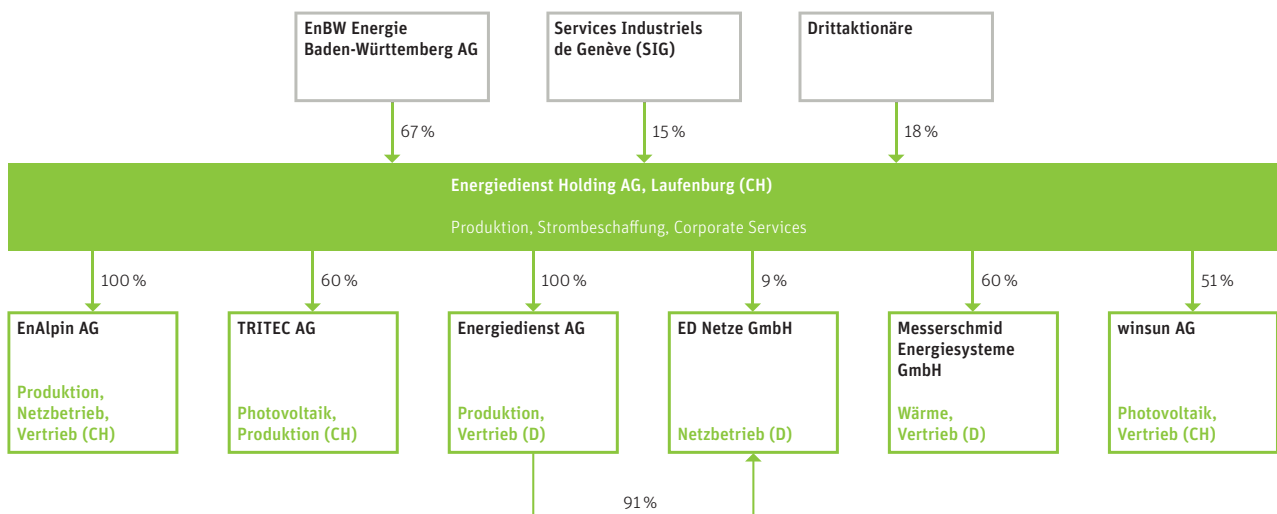 EnBW Energie
Baden-Württemberg AG
Services Industriels
de Genève (SIG)
Drittaktionäre
67 %
15 %
18 %
Energiedienst Holding AG, Laufenburg (CH)
Produktion, Strombeschaffung, Corporate Services
100 %
60 %
100 %
9 %
60 %
51 %
EnAlpin AG
Produktion,
Netzbetrieb,
Vertrieb (CH)
TRITEC AG
Photovoltaik,
Produktion (CH)
Energiedienst AG
Produktion,
Vertrieb (D)
ED Netze GmbH
Netzbetrieb (D)
Messerschmid
Energiesysteme
GmbH
Wärme,
Vertrieb (D)
winsun AG
Photovoltaik,
Vertrieb (CH)
91 %